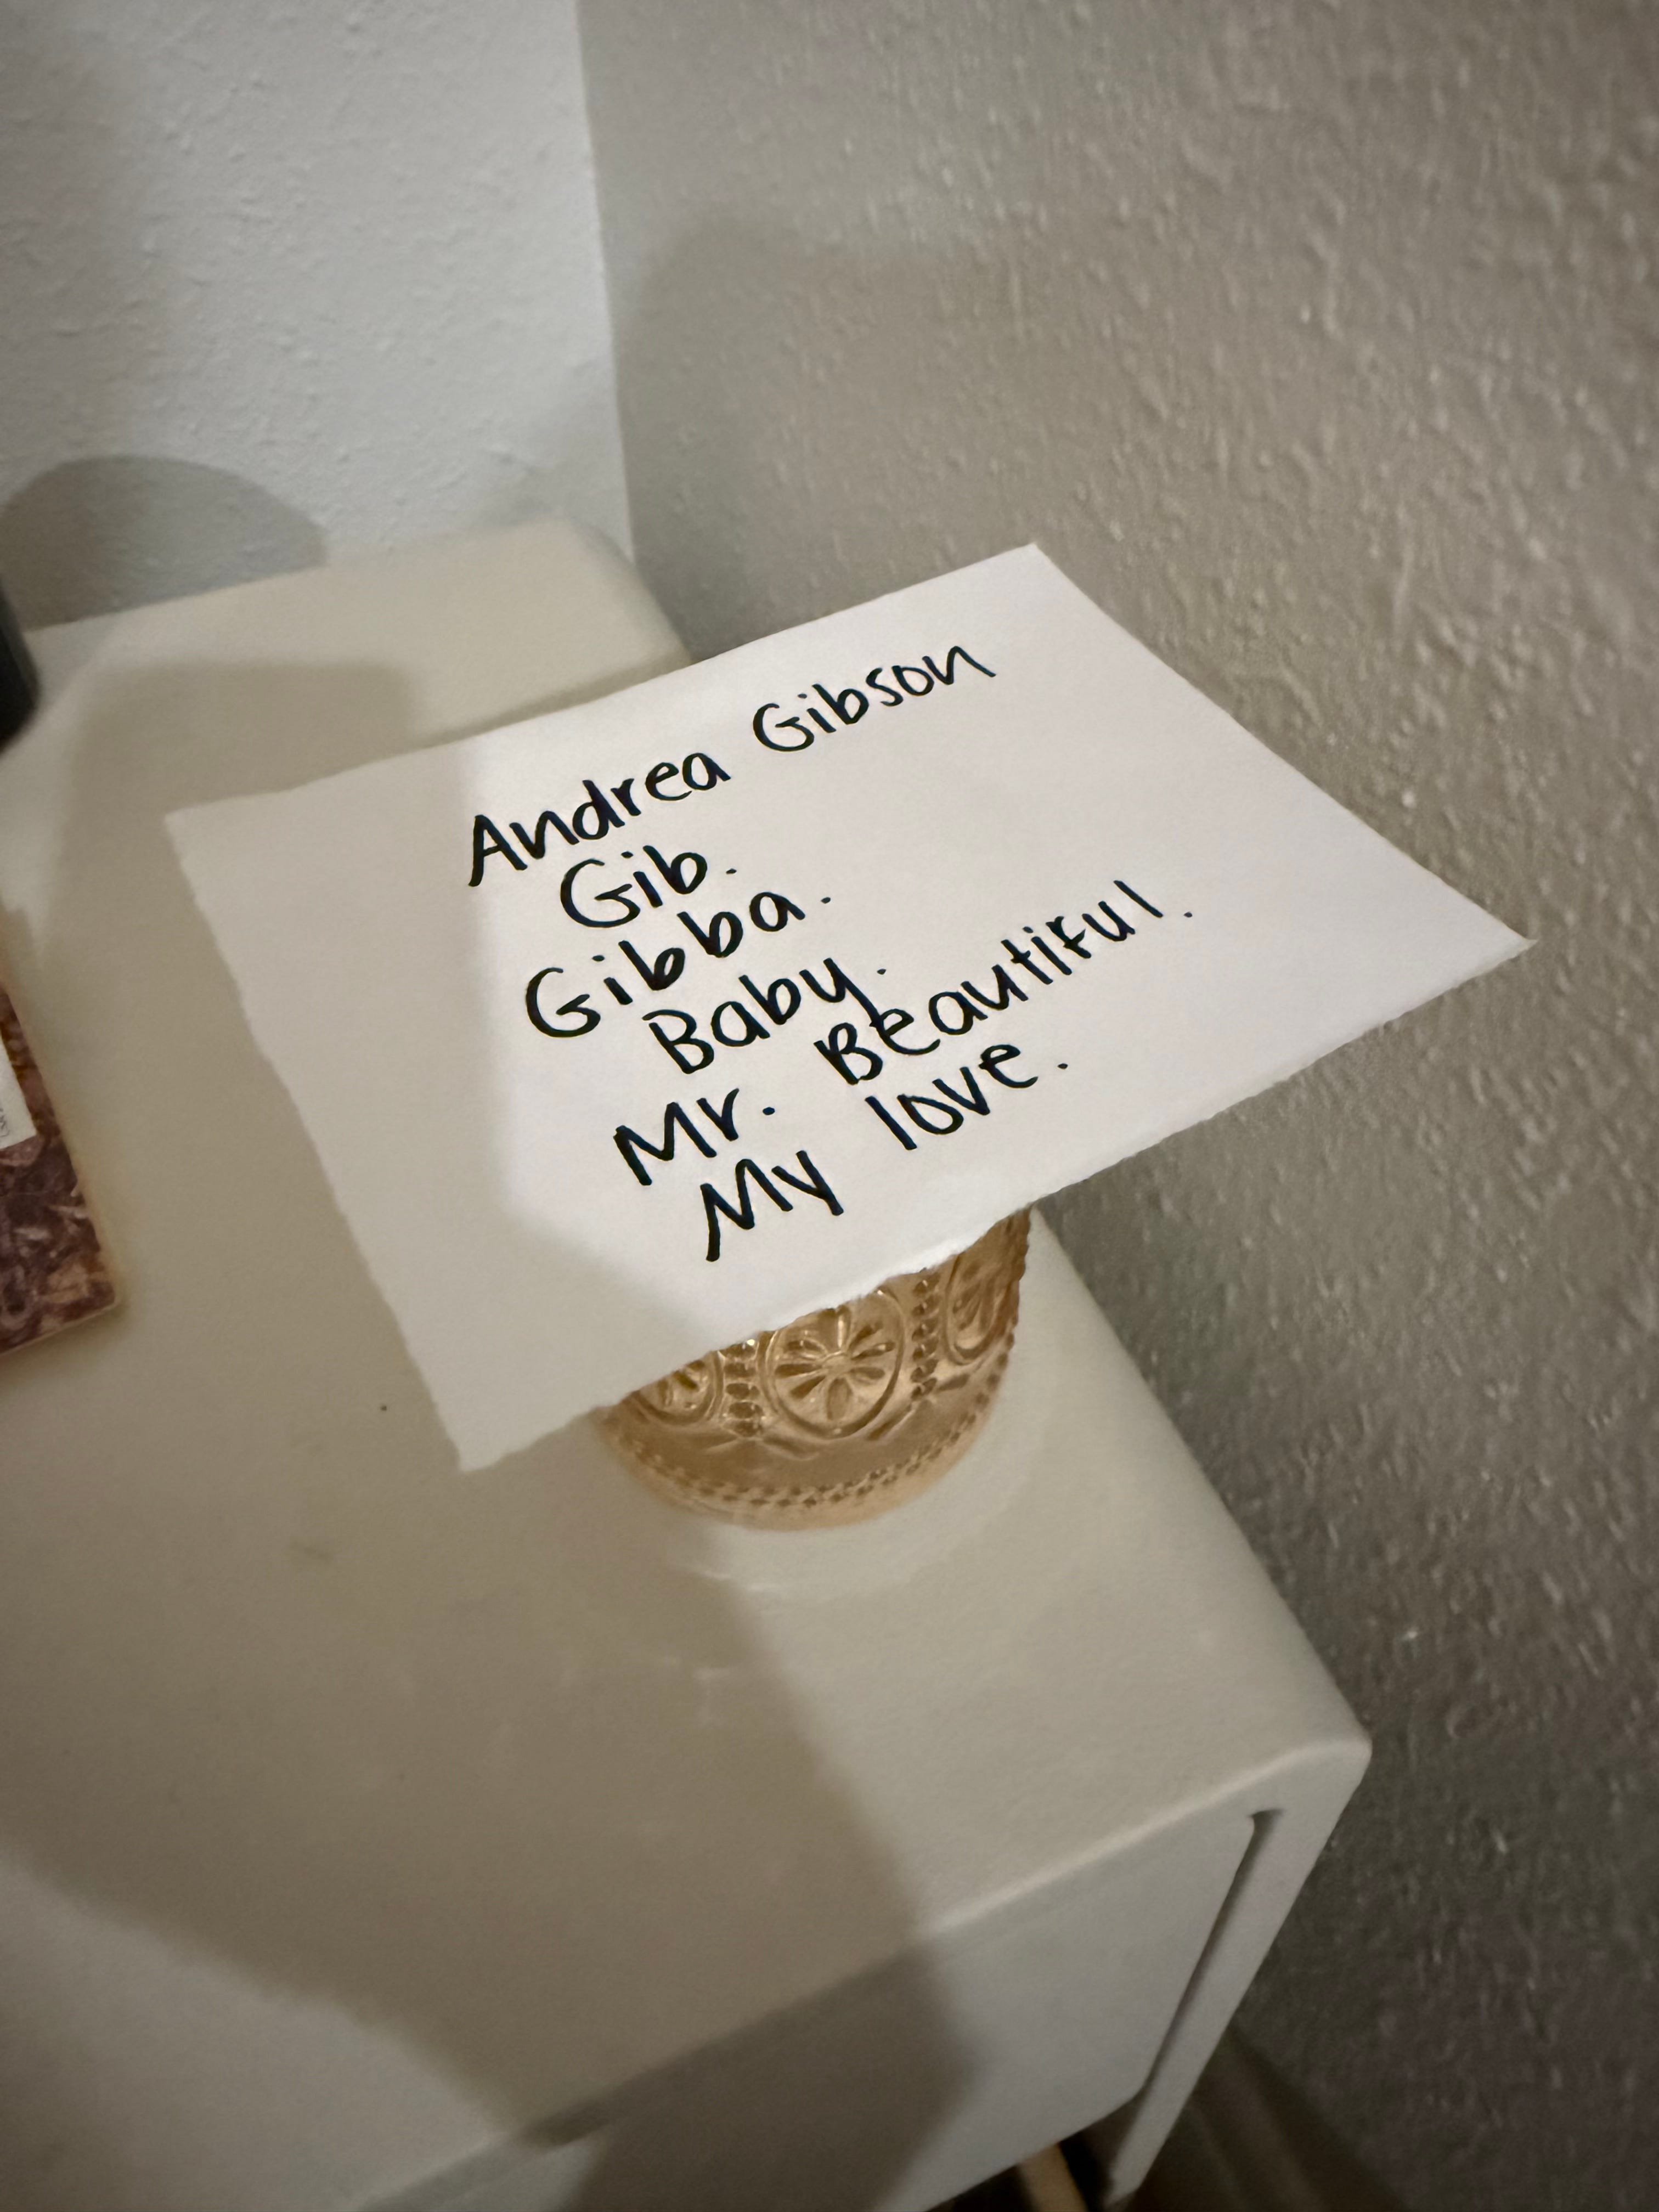 Andrea Gibson
Gib.
Gibba.
Baby.
Mr. Beautiful.
My love.